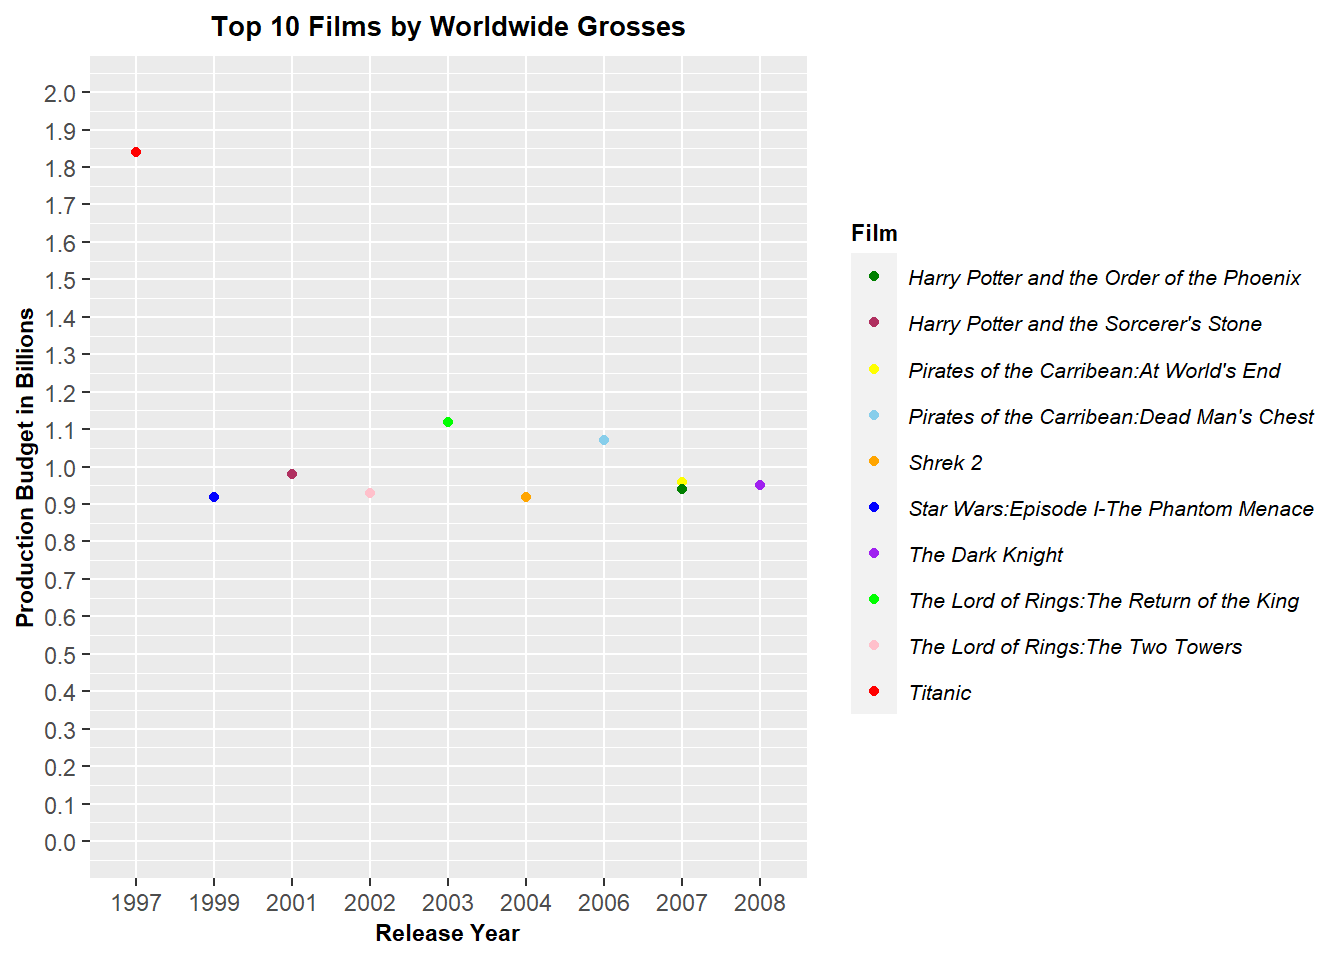 Top 10 Films by Worldwide Grosses
2.0
1.9
1.8
1.7
1.6
1.5
1.4
1.3
1.2
1.1
1.0
0.9
0.8
0.7
0.6
0.5
0.4
0.3
0.2
0.1
0.0
Production Budget in Billions
1997 1999 2001 2002 2003 2004 2006 2007 2008
Release Year
Film
Harry Potter and the Order of the Phoenix
Harry Potter and the Sorcerer's Stone
Pirates of the Carribean:At World's End
Pirates of the Carribean:Dead Man's Chest
Shrek 2
Star Wars:Episode I-The Phantom Menace
The Dark Knight
The Lord of Rings:The Return of the King
The Lord of Rings:The Two Towers
Titanic